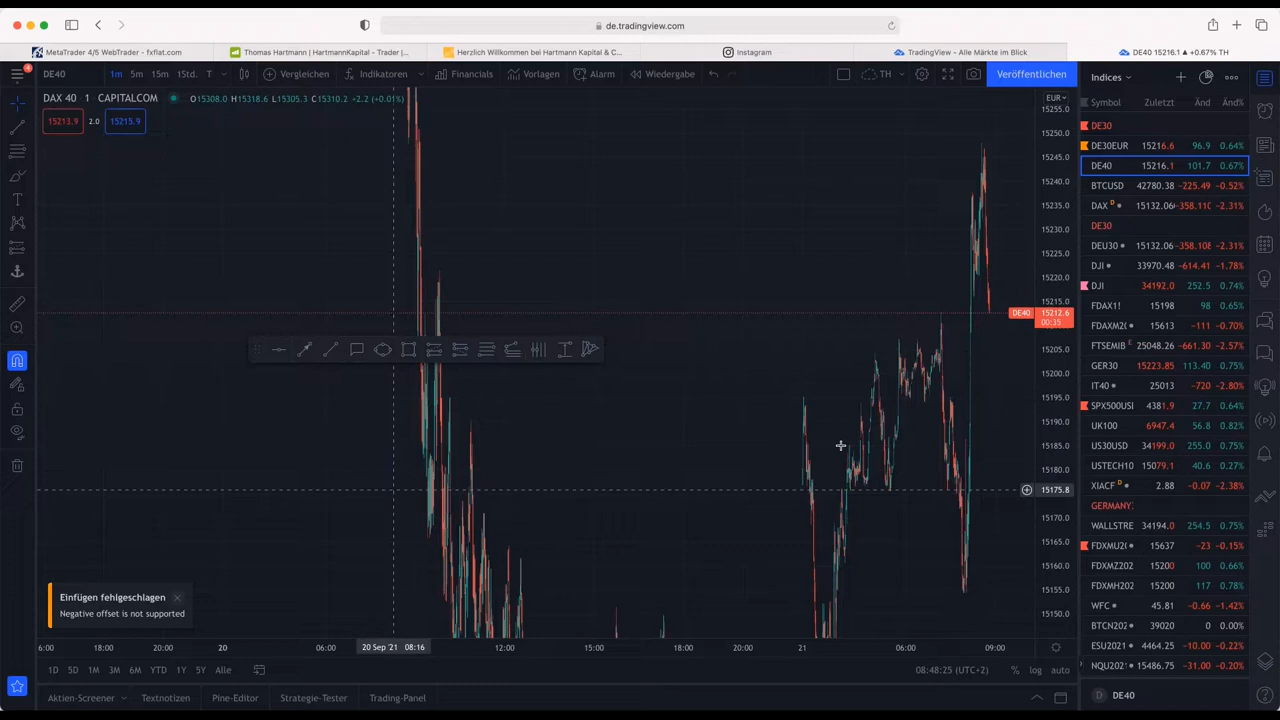 de.tradingview.com
MetaTrader 4/5 WebTrader - fxflat.com
Thomas Hartmann | HartmannKapital - Trader |...
Herzlich Willkommen bei Hartmann Kapital & C...
Instagram
TradingView - Alle Märkte im Blick
DE40 15216.1 ▲ +0.67% TH
4
DE40
1m 5m 15m 1Std. T
Vergleichen
Indikatoren
Financials
Vorlagen
Alarm
Wiedergabe
TH
Veröffentlichen
Indices
DAX 40 · 1 · CAPITALCOM
O15308.0 H15318.6 L15305.3 C15310.2 +2.2 (+0.01%)
15213.9 2.0 15215.9
EUR
15255.0
15250.0
15245.0
15240.0
15235.0
15230.0
15225.0
15220.0
15215.0
DE40 15212.6
00:35
15205.0
15200.0
15195.0
15190.0
15185.0
15180.0
15175.8
15170.0
15165.0
15160.0
15155.0
15150.0
Symbol Zuletzt Änd Änd%
DE30
DE30EUR 15216.6 96.9 0.64%
DE40 15216.1 101.7 0.67%
BTCUSD 42780.38 -225.49 -0.52%
DAX D 15132.06 -358.110 -2.31%
DE30
DEU30 15132.06 -358.108 -2.31%
DJI 33970.48 -614.41 -1.78%
DJI 34192.0 252.5 0.74%
FDAX1! 15198 98 0.65%
FDAXM2( 15613 -111 -0.70%
FTSEMIB E 25048.26 -661.30 -2.57%
GER30 15223.85 113.40 0.75%
IT40 25013 -720 -2.80%
SPX500USI 4381.9 27.7 0.64%
UK100 6947.4 56.8 0.82%
US30USD 34199.0 255.0 0.75%
USTECH10 15079.1 40.6 0.27%
XIACF D 2.88 -0.07 -2.38%
GERMANY:
WALLSTRE 34194.0 254.5 0.75%
FDXMU2( 15637 -23 -0.15%
FDXMZ202 15200 100 0.66%
FDXMH202 15200 117 0.78%
WFC 45.81 -0.66 -1.42%
BTCN202 39020 0 0.00%
ESU2021 4464.25 -10.00 -0.22%
NQU202 15486.75 -31.00 -0.20%
Einfügen fehlgeschlagen
Negative offset is not supported
6:00 18:00 20:00 20 06:00 20 Sep '21 08:16 12:00 15:00 18:00 20:00 21 06:00 09:00
1D 5D 1M 3M 6M YTD 1Y 5Y Alle
08:48:25 (UTC+2) % log auto
Aktien-Screener Textnotizen Pine-Editor Strategie-Tester Trading-Panel
D DE40